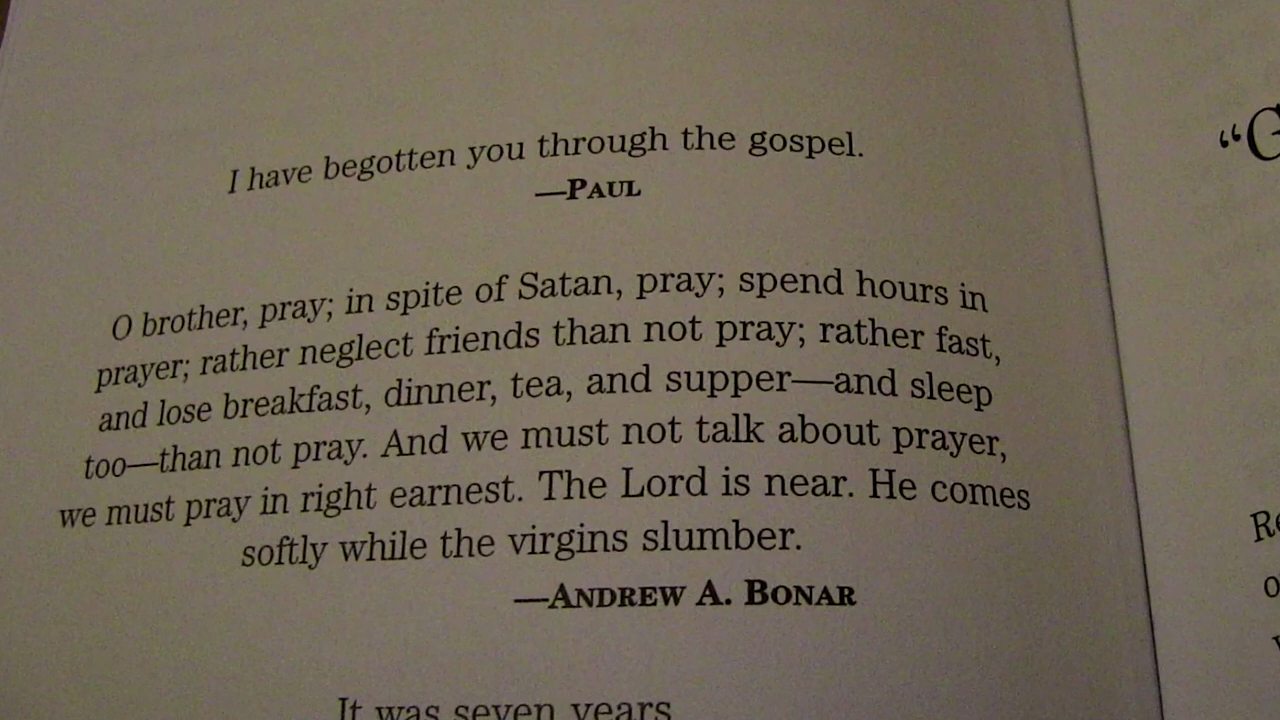 I have begotten you through the gospel.
—PAUL
O brother, pray; in spite of Satan, pray; spend hours in
prayer; rather neglect friends than not pray; rather fast,
and lose breakfast, dinner, tea, and supper—and sleep
too—than not pray. And we must not talk about prayer,
we must pray in right earnest. The Lord is near. He comes
softly while the virgins slumber.
—ANDREW A. BONAR
It was seven years